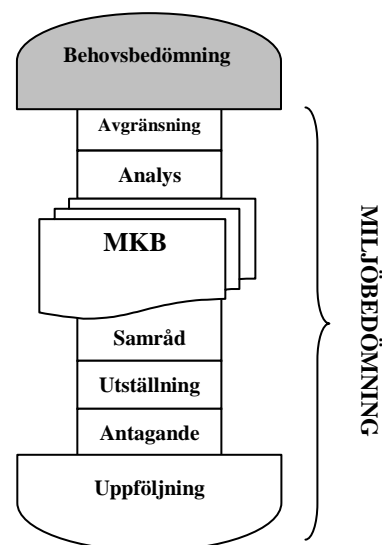 Behovsbedömning
Avgränsning
Analys
MKB
Samråd
Utställning
Antagande
Uppföljning
MILJÖBEDÖMNING